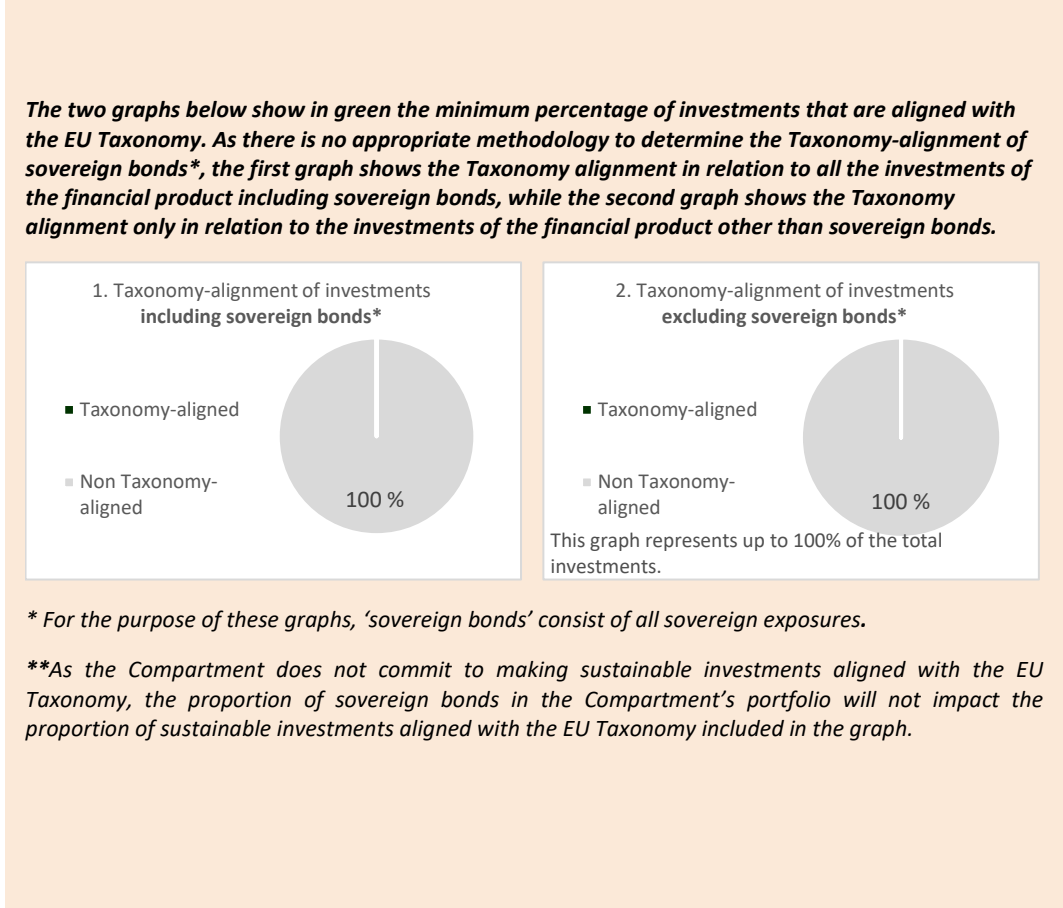 The two graphs below show in green the minimum percentage of investments that are aligned with
the EU Taxonomy. As there is no appropriate methodology to determine the Taxonomy-alignment of
sovereign bonds*, the first graph shows the Taxonomy alignment in relation to all the investments of
the financial product including sovereign bonds, while the second graph shows the Taxonomy
alignment only in relation to the investments of the financial product other than sovereign bonds.
1. Taxonomy-alignment of investments
including sovereign bonds*
Taxonomy-aligned
Non Taxonomy-
aligned
100 %
2. Taxonomy-alignment of investments
excluding sovereign bonds*
Taxonomy-aligned
Non Taxonomy-
aligned
100 %
This graph represents up to 100% of the total
investments.
* For the purpose of these graphs, ‘sovereign bonds’ consist of all sovereign exposures.
**As the Compartment does not commit to making sustainable investments aligned with the EU
Taxonomy, the proportion of sovereign bonds in the Compartment’s portfolio will not impact the
proportion of sustainable investments aligned with the EU Taxonomy included in the graph.